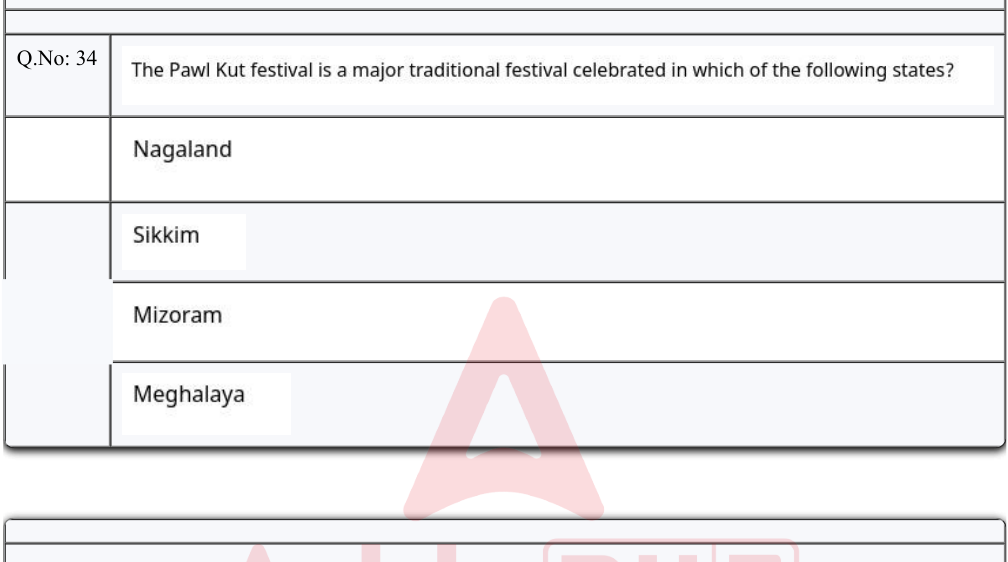 Q.No: 34
The Pawl Kut festival is a major traditional festival celebrated in which of the following states?
Nagaland
Sikkim
Mizoram
Meghalaya